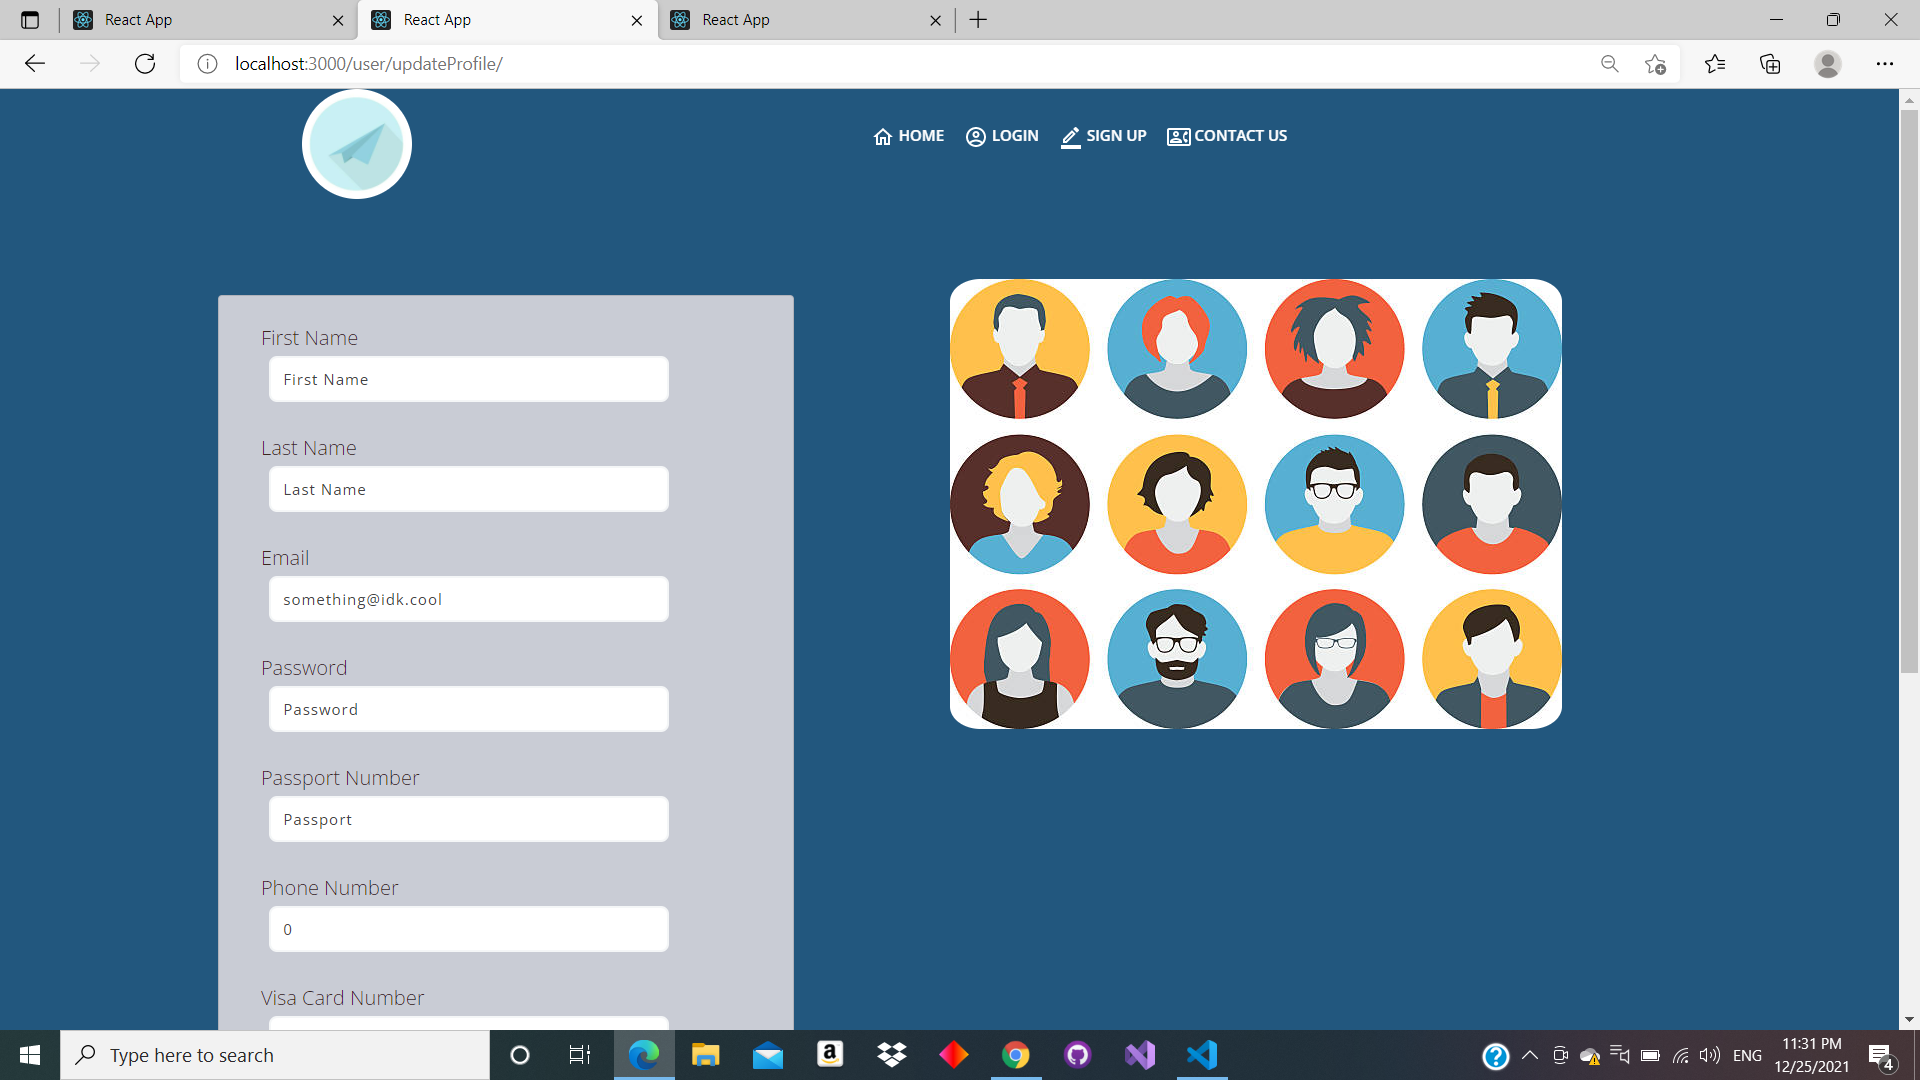 React App
React App
React App
localhost:3000/user/updateProfile/
HOME
LOGIN
SIGN UP
CONTACT US
First Name
First Name
Last Name
Last Name
Email
something@idk.cool
Password
Password
Passport Number
Passport
Phone Number
0
Visa Card Number
Type here to search
a
ENG
11:31 PM
12/25/2021
4